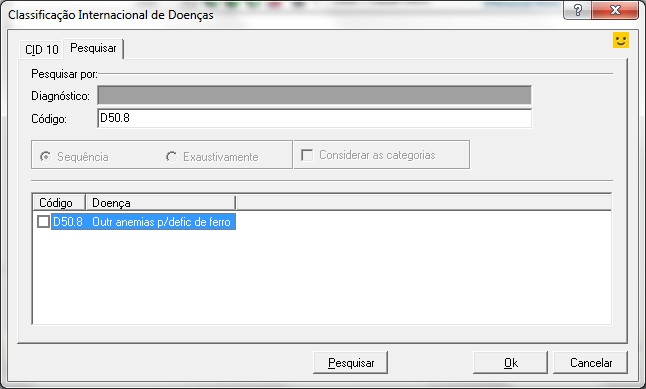 Classificação Internacional de Doenças
CID 10 Pesquisar
Pesquisar por:
Diagnóstico:
Código: D50.8
Sequência Exaustivamente Considerar as categorias
Código Doença
D50.8 Outr anemias p/defic de ferro
Pesquisar Ok Cancelar